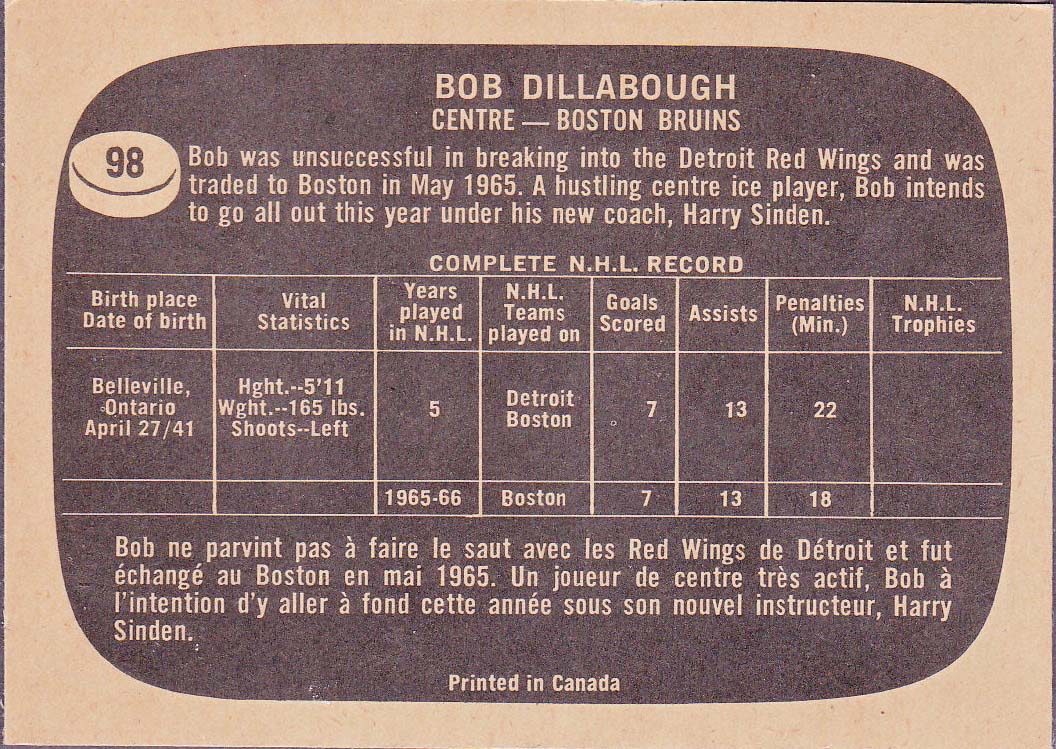 BOB DILLABOUGH
CENTRE — BOSTON BRUINS
98
Bob was unsuccessful in breaking into the Detroit Red Wings and was
traded to Boston in May 1965. A hustling centre ice player, Bob intends
to go all out this year under his new coach, Harry Sinden.
COMPLETE N.H.L. RECORD
Birth place
Date of birth
Vital
Statistics
Years
played
in N.H.L.
N.H.L.
Teams
played on
Goals
Scored
Assists
Penalties
(Min.)
N.H.L.
Trophies
Belleville,
Ontario
April 27/41
Hght.--5'11
Wght.--165 lbs.
Shoots--Left
5
Detroit
Boston
7
13
22
1965-66
Boston
7
13
18
Bob ne parvint pas à faire le saut avec les Red Wings de Détroit et fut
échangé au Boston en mai 1965. Un joueur de centre très actif, Bob à
l'intention d'y aller à fond cette année sous son nouvel instructeur, Harry
Sinden.
Printed in Canada